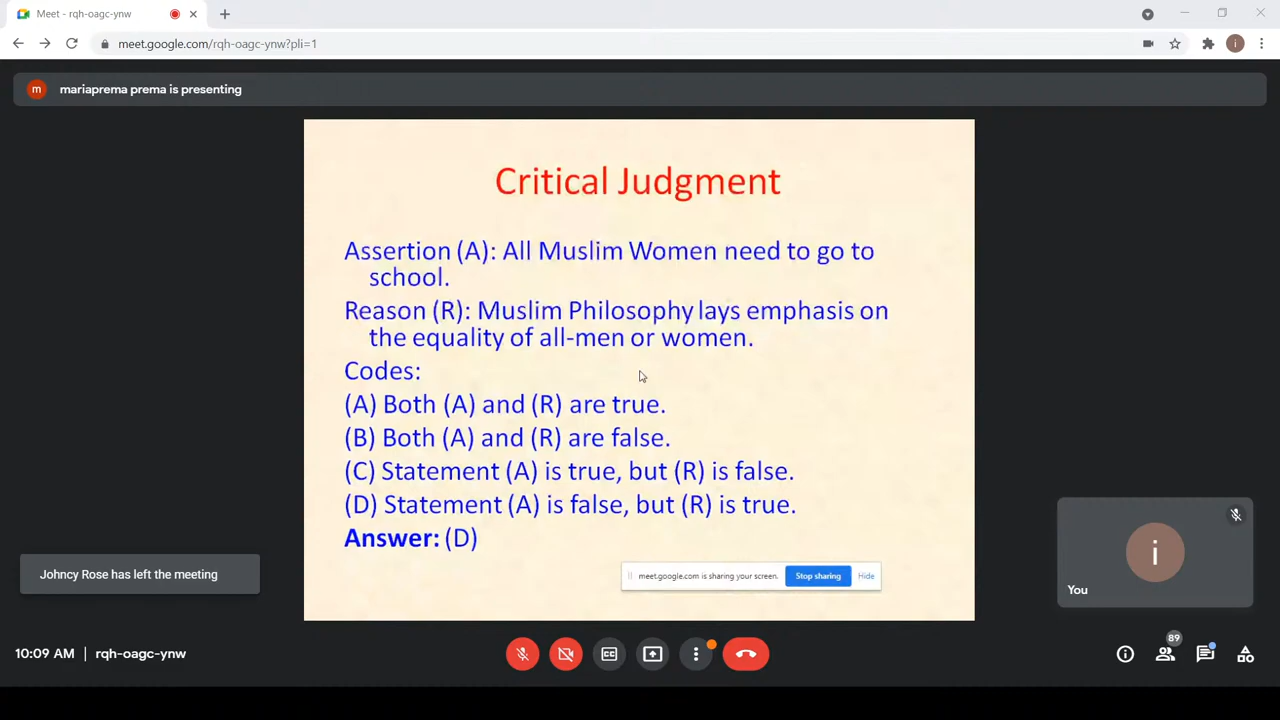 Meet - rqh-oagc-ynw
meet.google.com/rqh-oagc-ynw?pli=1
i
m
mariaprema prema is presenting
Critical Judgment
Assertion (A): All Muslim Women need to go to
school.
Reason (R): Muslim Philosophy lays emphasis on
the equality of all-men or women.
Codes:
(A) Both (A) and (R) are true.
(B) Both (A) and (R) are false.
(C) Statement (A) is true, but (R) is false.
(D) Statement (A) is false, but (R) is true.
Answer: (D)
meet.google.com is sharing your screen.
Stop sharing
Hide
Johncy Rose has left the meeting
i
You
10:09 AM | rqh-oagc-ynw
CC
89